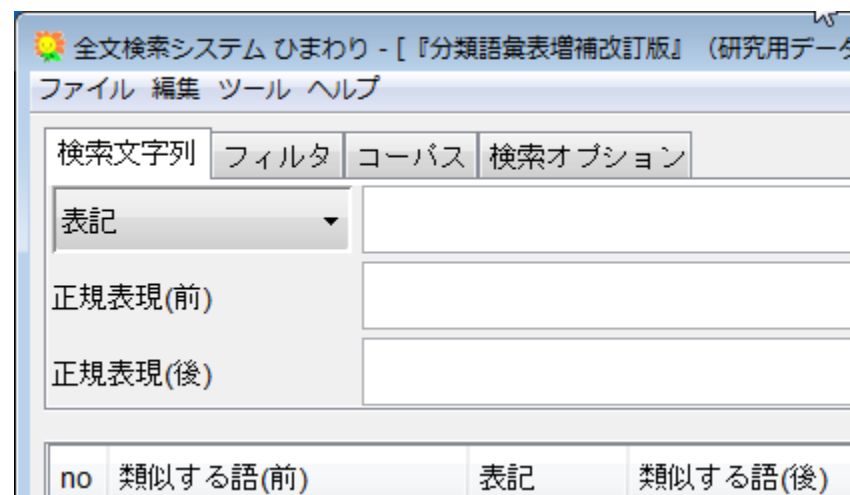 全文検索システム ひまわり - [『分類語彙表増補改訂版』（研究用データ
ファイル 編集 ツール ヘルプ
検索文字列 フィルタ コーパス 検索オプション
表記
正規表現(前)
正規表現(後)
no 類似する語(前) 表記 類似する語(後)